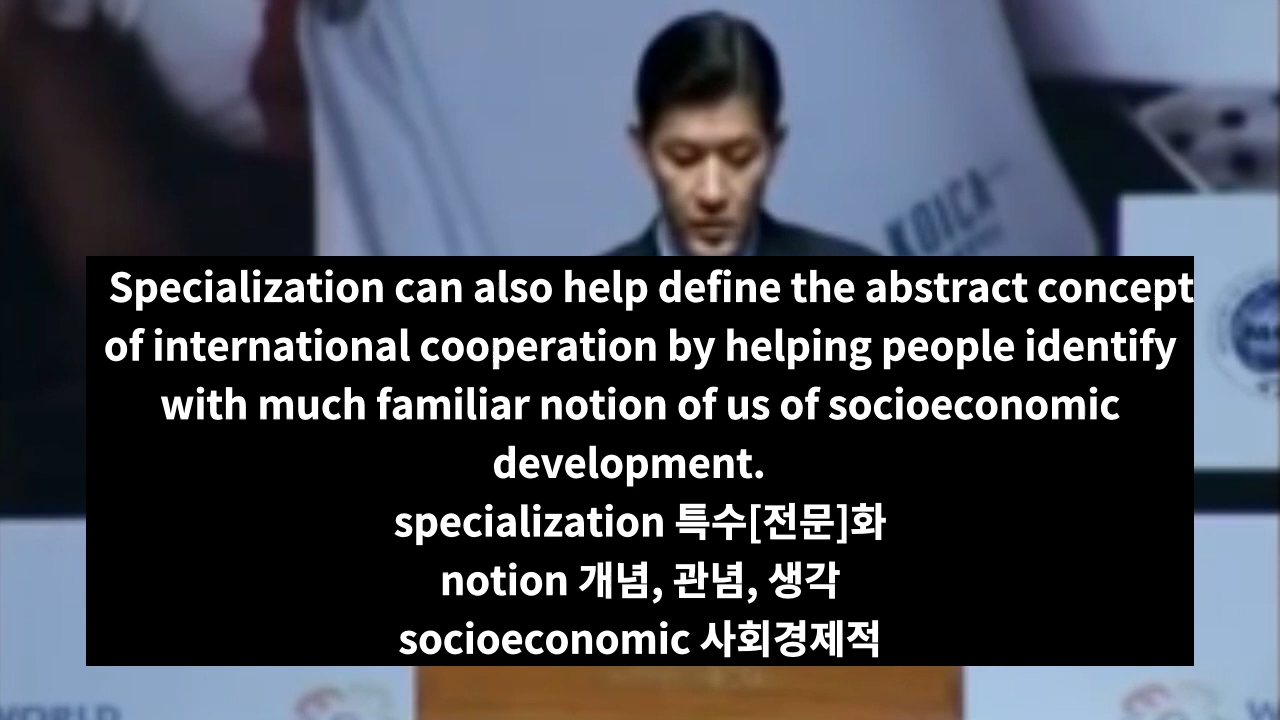 KOICA
Specialization can also help define the abstract concept
of international cooperation by helping people identify
with much familiar notion of us of socioeconomic
development.
specialization 특수[전문]화
notion 개념, 관념, 생각
socioeconomic 사회경제적
WORLD